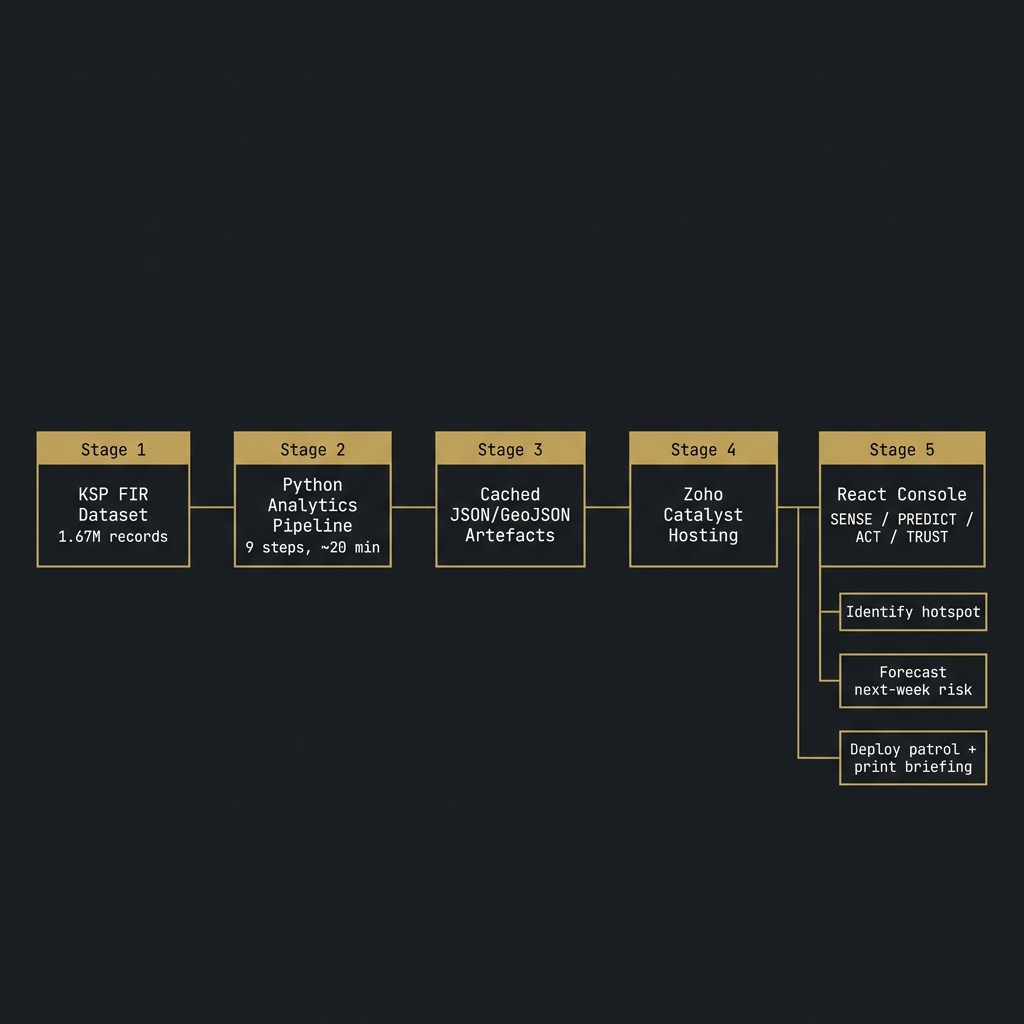 Stage 1
KSP FIR
Dataset
1.67M records
Stage 2
Python
Analytics
Pipeline
9 steps, ~20 min
Stage 3
Cached
JSON/GeoJSON
Artefacts
Stage 4
Zoho
Catalyst
Hosting
Stage 5
React Console
SENSE / PREDICT /
ACT / TRUST
Identify hotspot
Forecast
next-week risk
Deploy patrol +
print briefing